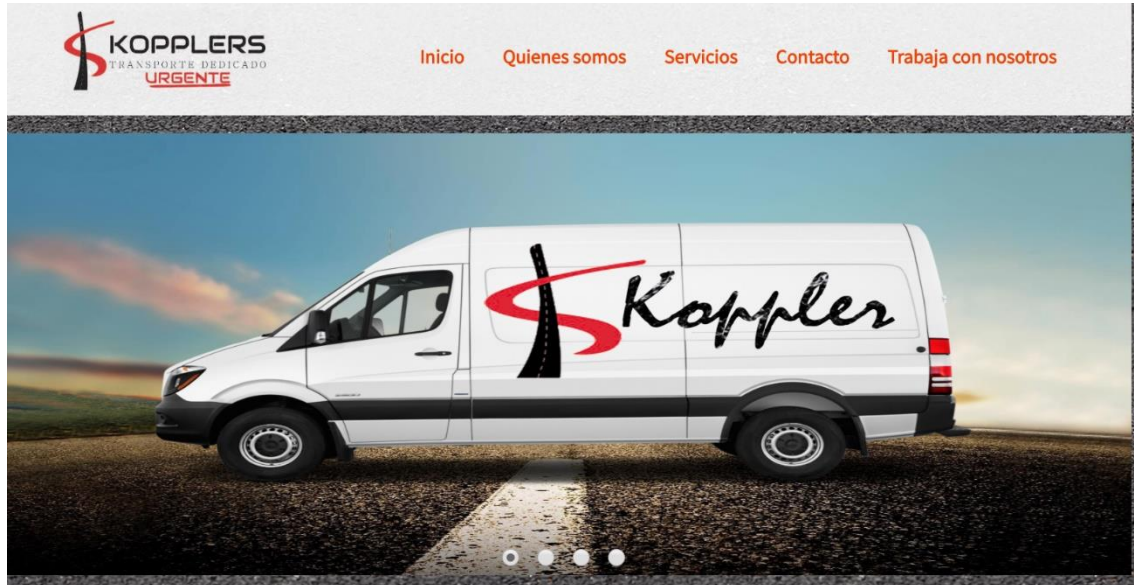 KOPPLERS
TRANSPORTE DEDICADO
URGENTE
Inicio Quienes somos Servicios Contacto Trabaja con nosotros
Koppler